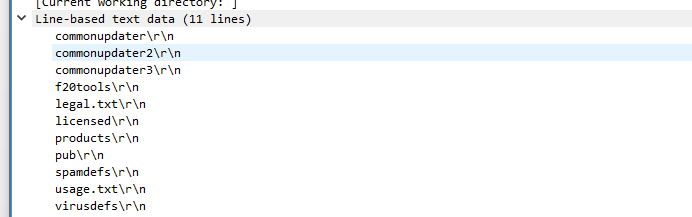 [Current working directory: ]
Line-based text data (11 lines)
commonupdater\r\n
commonupdater2\r\n
commonupdater3\r\n
f20tools\r\n
legal.txt\r\n
licensed\r\n
products\r\n
pub\r\n
spamdefs\r\n
usage.txt\r\n
virusdefs\r\n